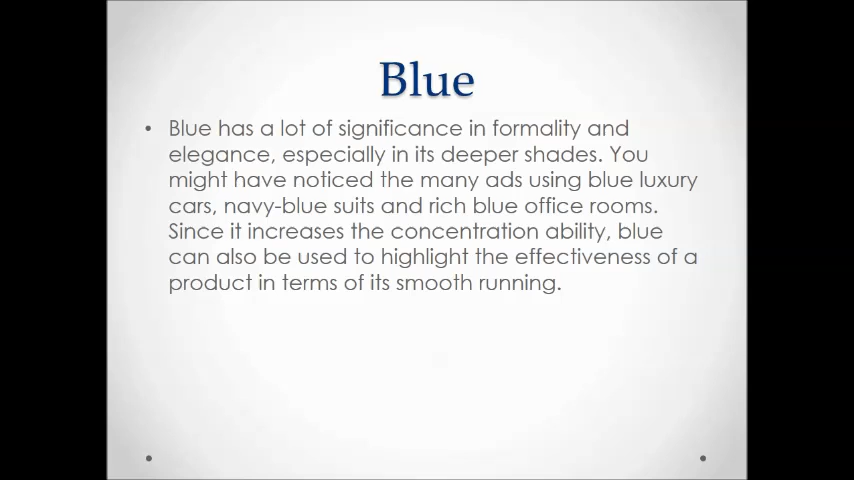 Blue
• Blue has a lot of significance in formality and
elegance, especially in its deeper shades. You
might have noticed the many ads using blue luxury
cars, navy-blue suits and rich blue office rooms.
Since it increases the concentration ability, blue
can also be used to highlight the effectiveness of a
product in terms of its smooth running.